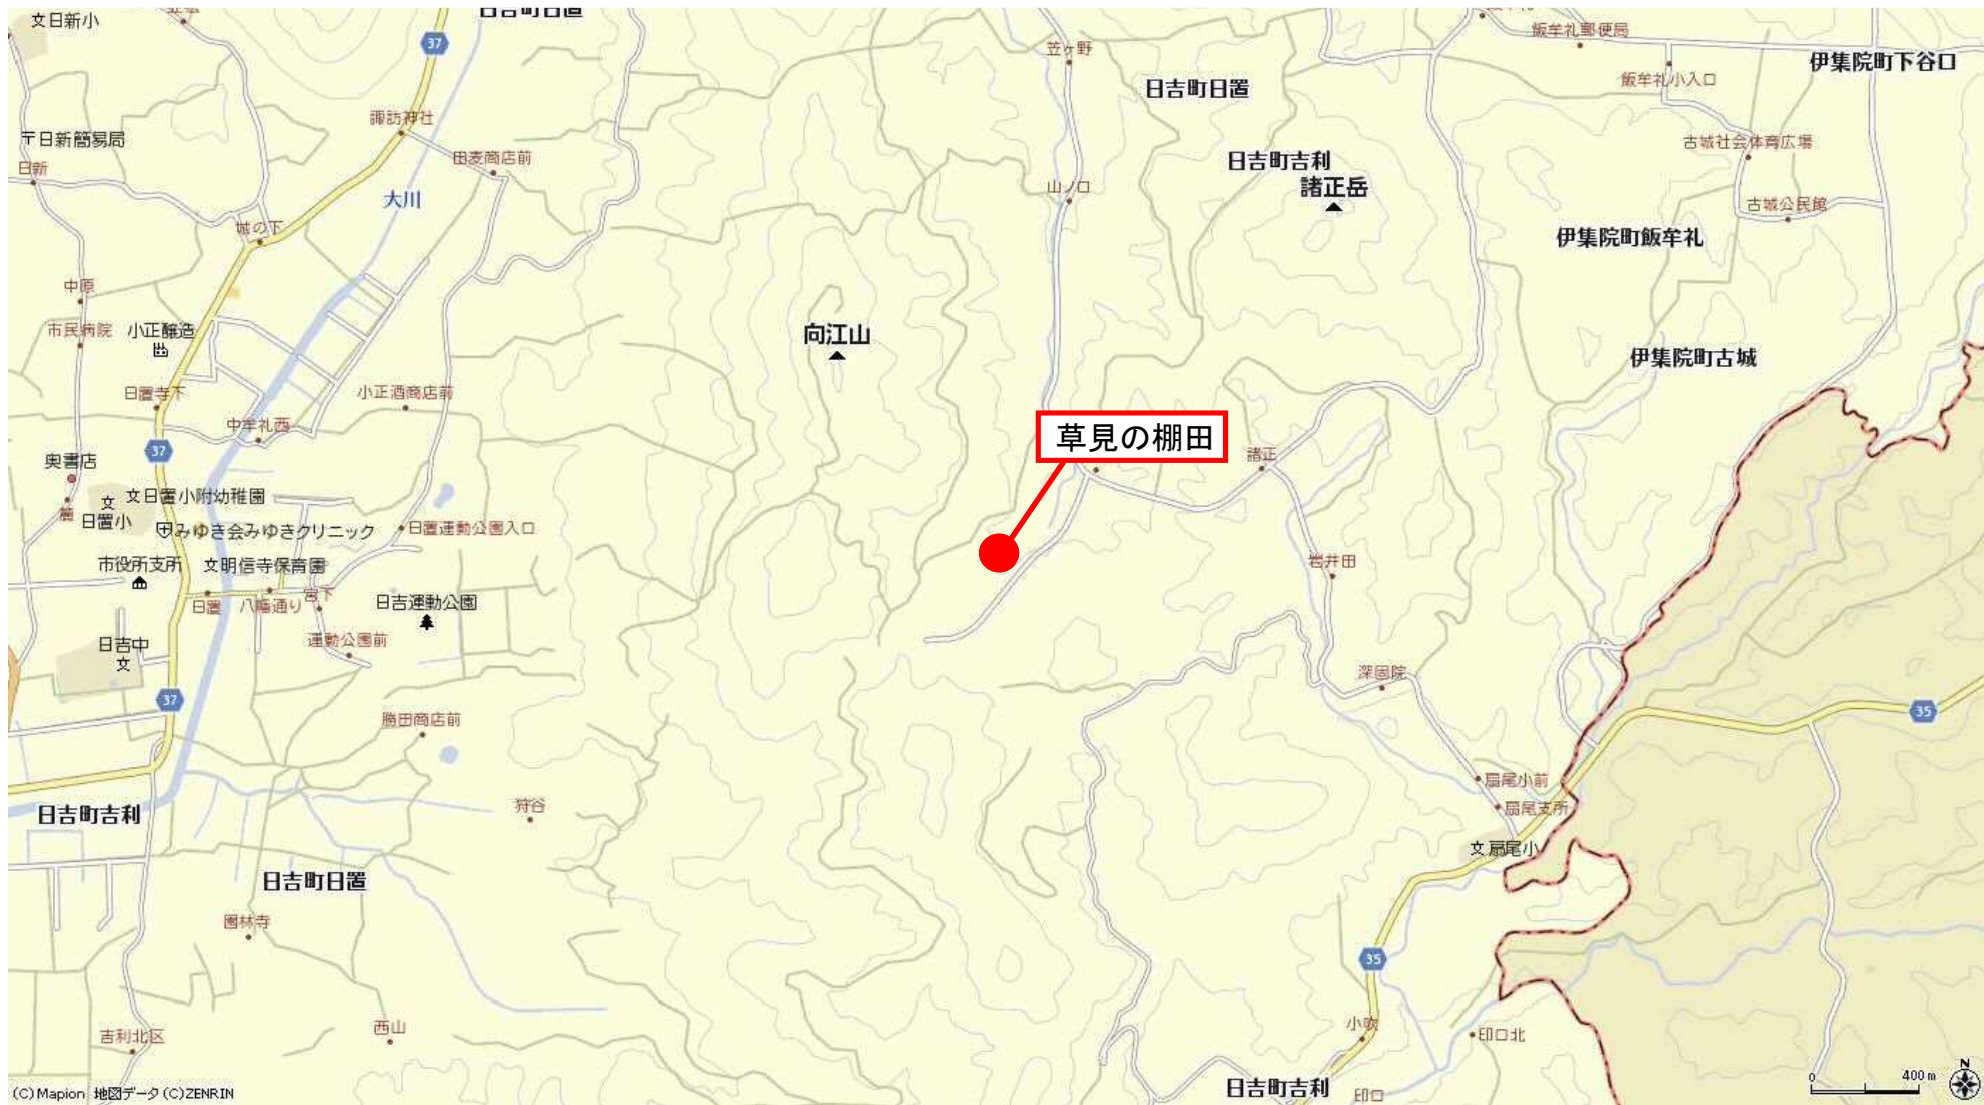 文日新小
日吉町日置
37
笠ヶ野
飯牟礼郵便局
伊集院町下谷口
飯牟礼小入口
日吉町日置
諏訪神社
〒日新簡易局
日新
田麦商店前
古城社会体育広場
日吉町吉利
諸正岳
山ノ口
大川
古城公民館
城の下
伊集院町飯牟礼
中原
市民病院
小正醸造
向江山
伊集院町古城
日置寺下
小正酒商店前
中牟礼西
草見の棚田
37
奥書店
諸正
文日置小附幼稚園
文
日置小
麓
みゆき会みゆきクリニック
日置運動公園入口
市役所支所
文明信寺保育園
岩井田
日置
八幡通り
宮下
日吉運動公園
運動公園前
日吉中
文
深固院
37
35
勝田商店前
扇尾小前
扇尾支所
狩谷
日吉町吉利
文扇尾小
日吉町日置
園林寺
35
西山
小吹
印口北
吉利北区
日吉町吉利
印口
0 400m
N
(C)Mapion 地図データ(C)ZENRIN